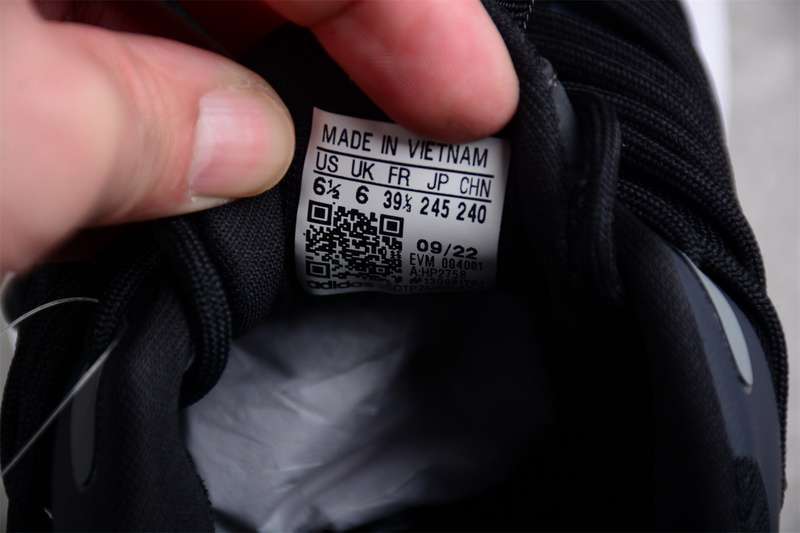 MADE IN VIETNAM
US UK FR JP CHN
6½ 6 39⅓ 245 240
09/22
EVM 084001
adidas